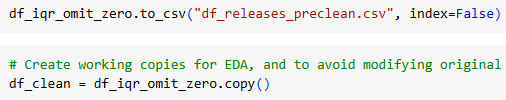 df_iqr_omit_zero.to_csv("df_releases_preclean.csv", index=False)
# Create working copies for EDA, and to avoid modifying original
df_clean = df_iqr_omit_zero.copy()